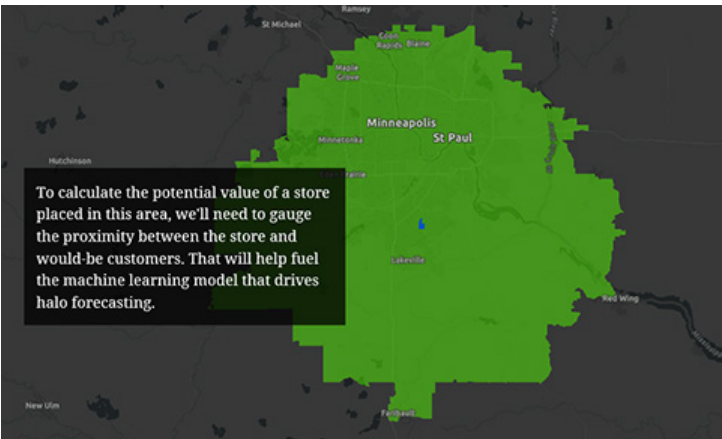 Ramsey
St Michael
Coon
Rapids Blaine
Maple
Grove
Minneapolis
St Paul
Minnetonka
Hutchinson
Prairie
To calculate the potential value of a store
placed in this area, we'll need to gauge
the proximity between the store and
would-be customers. That will help fuel
the machine learning model that drives
halo forecasting.
Lakeville
Red Wing
New Ulm
Faribault